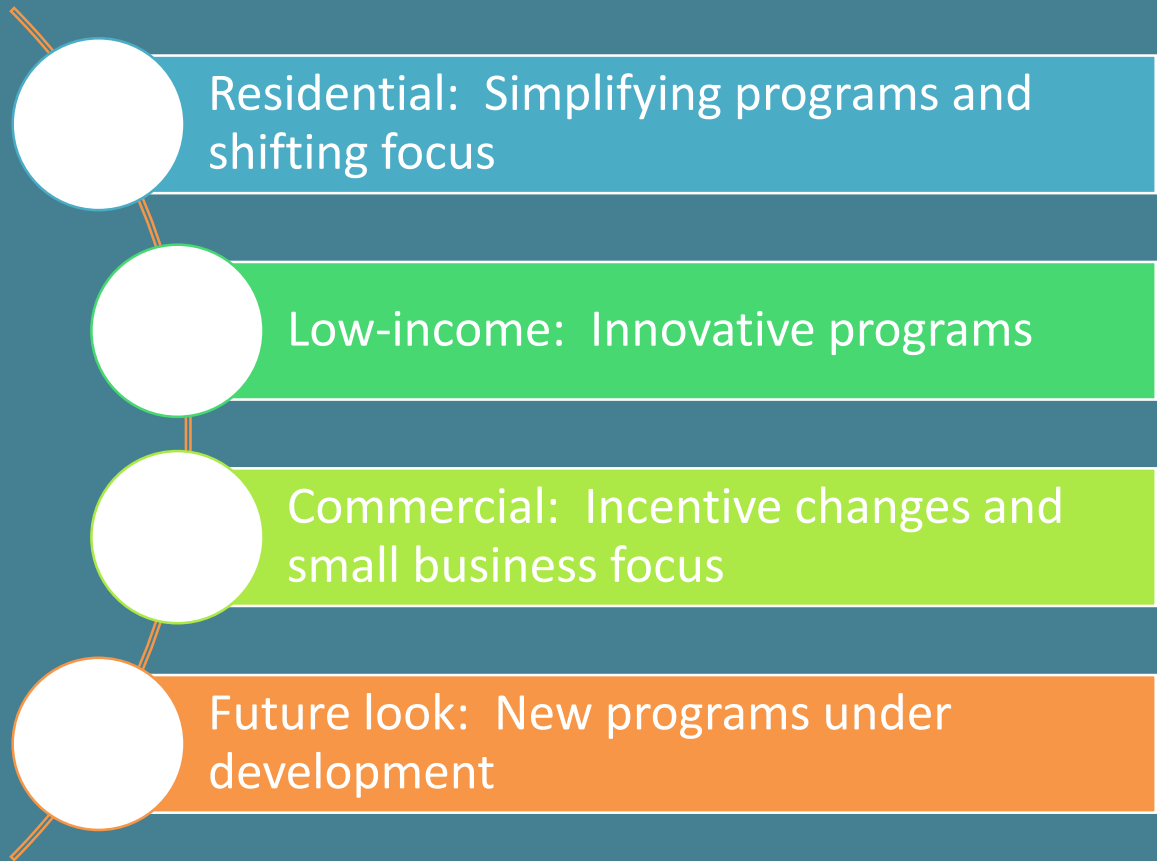 Residential:  Simplifying programs and
shifting focus
Low-income:  Innovative programs
Commercial:  Incentive changes and
small business focus
Future look:  New programs under
development